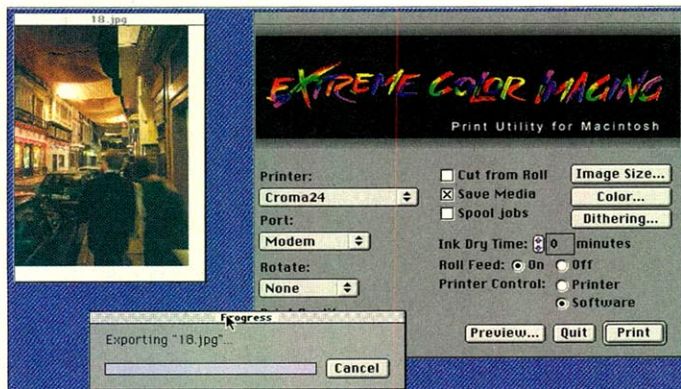 18.jpg
EXTREME COLOR IMAGING
Print Utility for Macintosh
Printer:
Croma24
Port:
Modem
Rotate:
None
Cut from Roll
Save Media
Spool jobs
Image Size...
Color...
Dithering...
Ink Dry Time: 0 minutes
Roll Feed: On Off
Printer Control: Printer
Software
Preview... Quit Print
Progress
Exporting "18.jpg"...
Cancel